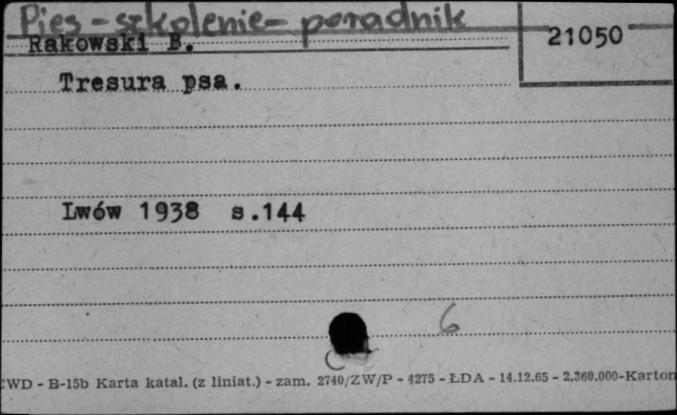 Pies - szkolenie - poradnik
Rakowski B.
21050
Tresura psa.
Lwów 1938 s.144
6
CWD - B-15b Karta katal. (z liniat.) - zam. 2740/ZW/P - 4275 - ŁDA - 14.12.65 - 2.360.000-Karton